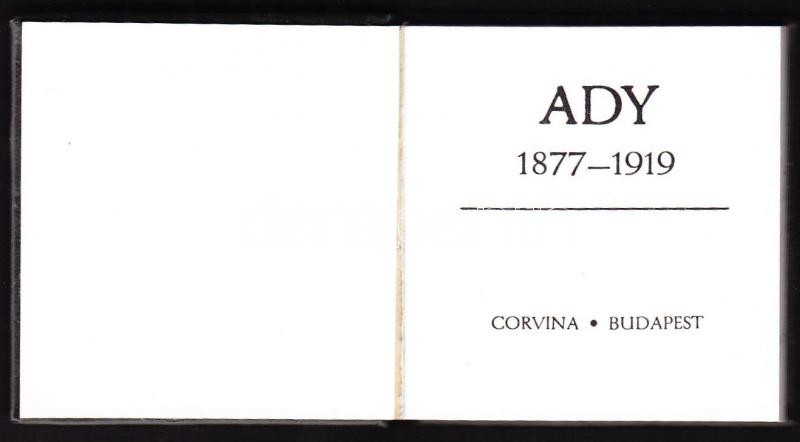 ADY
1877–1919
CORVINA • BUDAPEST